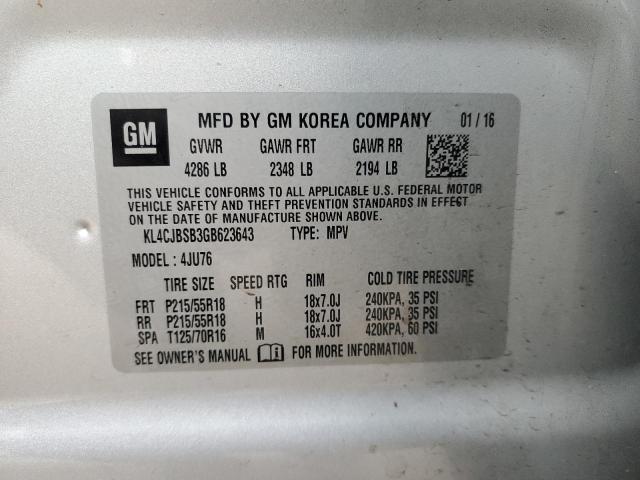 GM MFD BY GM KOREA COMPANY 01 / 16
GVWR GAWR FRT GAWR RR
4286 LB 2348 LB 2194 LB
THIS VEHICLE CONFORMS TO ALL APPLICABLE U.S. FEDERAL MOTOR
VEHICLE SAFETY AND THEFT PREVENTION STANDARDS IN EFFECT
ON THE DATE OF MANUFACTURE SHOWN ABOVE.
KL4CJBSB3GB623643 TYPE: MPV
MODEL : 4JU76
TIRE SIZE SPEED RTG RIM COLD TIRE PRESSURE
FRT P215/55R18 H 18x7.0J 240KPA, 35 PSI
RR P215/55R18 H 18x7.0J 240KPA, 35 PSI
SPA T125/70R16 M 16x4.0T 420KPA, 60 PSI
SEE OWNER'S MANUAL FOR MORE INFORMATION.